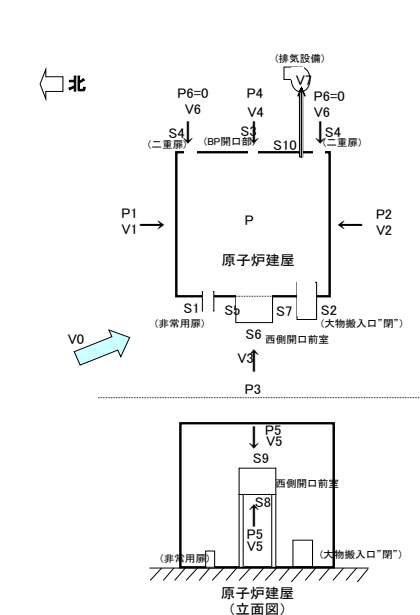 北
(排気設備)
V7
P6=0
V6
P4
V4
P6=0
V6
S4
(二重扉)
S3
(BP開口部)
S10
S4
(二重扉)
P1
V1
P
P2
V2
原子炉建屋
S1
(非常用扉)
S5
S7
S2
(大物搬入口"閉")
S6
西側開口前室
V0
V3
P3
P5
V5
S9
西側開口前室
S8
P5
V5
(非常用扉)
(大物搬入口"閉")
原子炉建屋
(立面図)